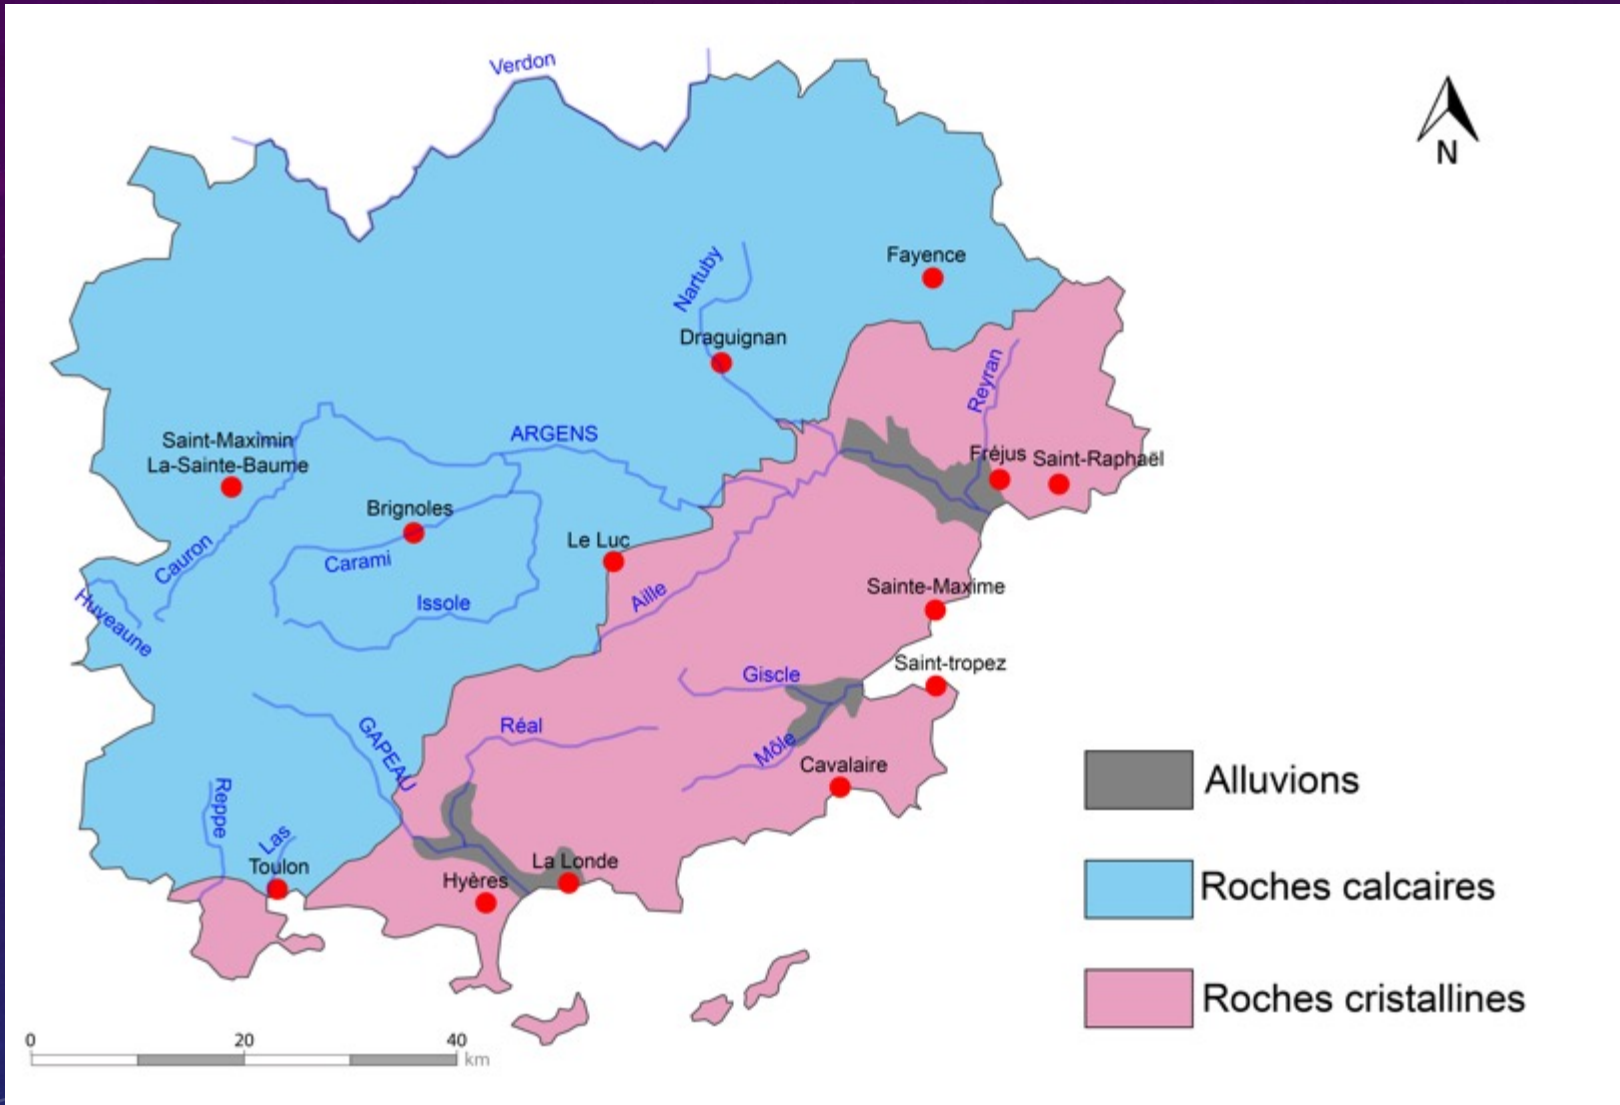 Verdon
N
Nartuby
Fayence
Draguignan
Reyran
Saint-Maximin
La-Sainte-Baume
ARGENS
Fréjus
Saint-Raphaël
Brignoles
Cauron
Carami
Le Luc
Huveaune
Issole
Aille
Sainte-Maxime
Saint-tropez
Giscle
GAPEAU
Réal
Môle
Cavalaire
Alluvions
Reppe
Las
Toulon
La Londe
Hyères
Roches calcaires
Roches cristallines
0 20 40
km